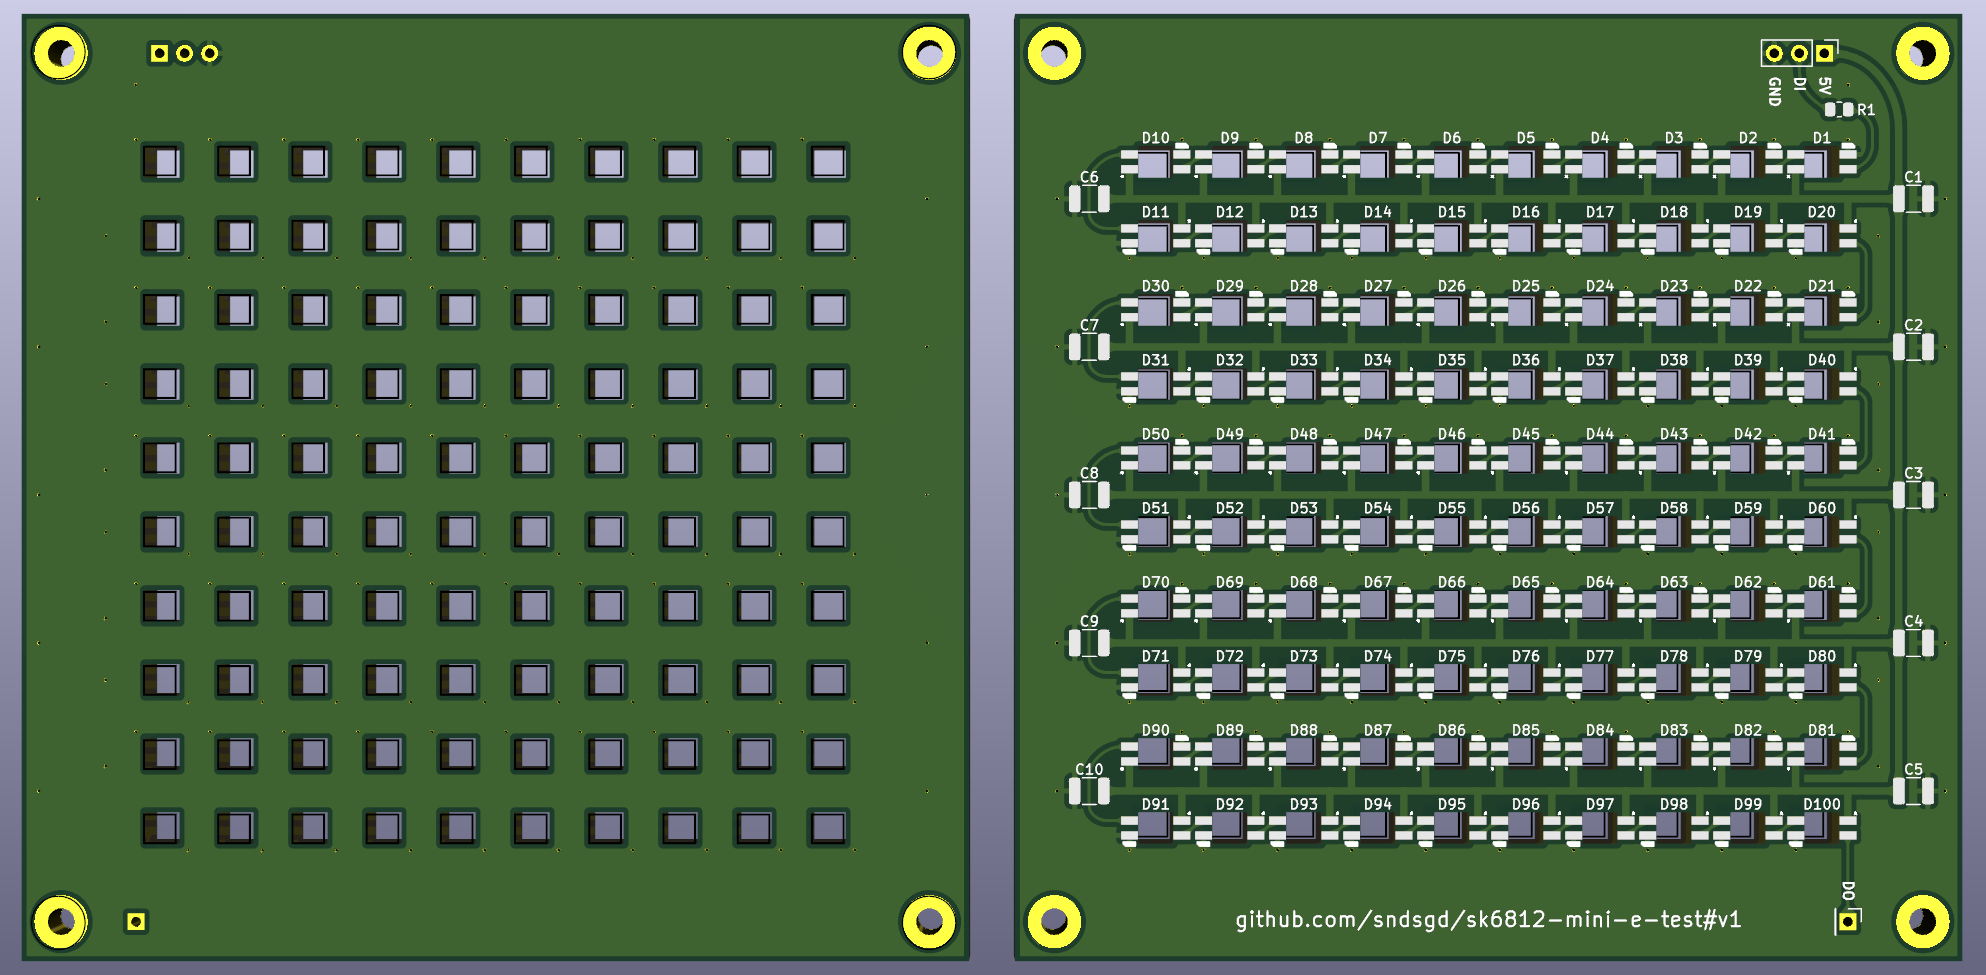 GND DI 5V
R1
D10 D9 D8 D7 D6 D5 D4 D3 D2 D1
C6 C1
D11 D12 D13 D14 D15 D16 D17 D18 D19 D20
D30 D29 D28 D27 D26 D25 D24 D23 D22 D21
C7 C2
D31 D32 D33 D34 D35 D36 D37 D38 D39 D40
D50 D49 D48 D47 D46 D45 D44 D43 D42 D41
C8 C3
D51 D52 D53 D54 D55 D56 D57 D58 D59 D60
D70 D69 D68 D67 D66 D65 D64 D63 D62 D61
C9 C4
D71 D72 D73 D74 D75 D76 D77 D78 D79 D80
D90 D89 D88 D87 D86 D85 D84 D83 D82 D81
C10 C5
D91 D92 D93 D94 D95 D96 D97 D98 D99 D100
DO
github.com/sndsgd/sk6812-mini-e-test#v1